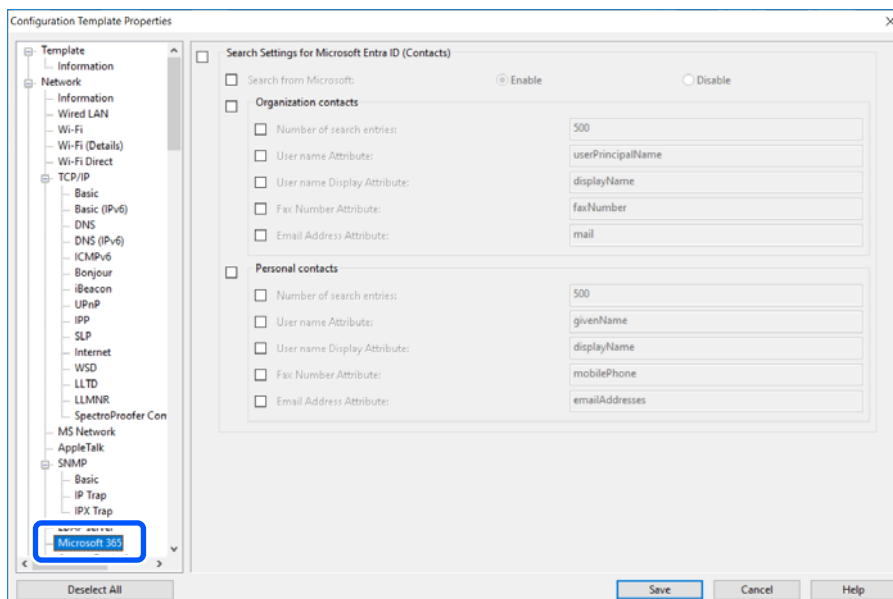 Configuration Template Properties
Template
Information
Network
Information
Wired LAN
Wi-Fi
Wi-Fi (Details)
Wi-Fi Direct
TCP/IP
Basic
Basic (IPv6)
DNS
DNS (IPv6)
ICMPv6
Bonjour
iBeacon
UPnP
IPP
SLP
Internet
WSD
LLTD
LLMNR
SpectroProofer Con
MS Network
AppleTalk
SNMP
Basic
IP Trap
IPX Trap
LDAP server
Microsoft 365
Search Settings for Microsoft Entra ID (Contacts)
Search from Microsoft: Enable Disable
Organization contacts
Number of search entries: 500
User name Attribute: userPrincipalName
User name Display Attribute: displayName
Fax Number Attribute: faxNumber
Email Address Attribute: mail
Personal contacts
Number of search entries: 500
User name Attribute: givenName
User name Display Attribute: displayName
Fax Number Attribute: mobilePhone
Email Address Attribute: emailAddresses
Deselect All Save Cancel Help